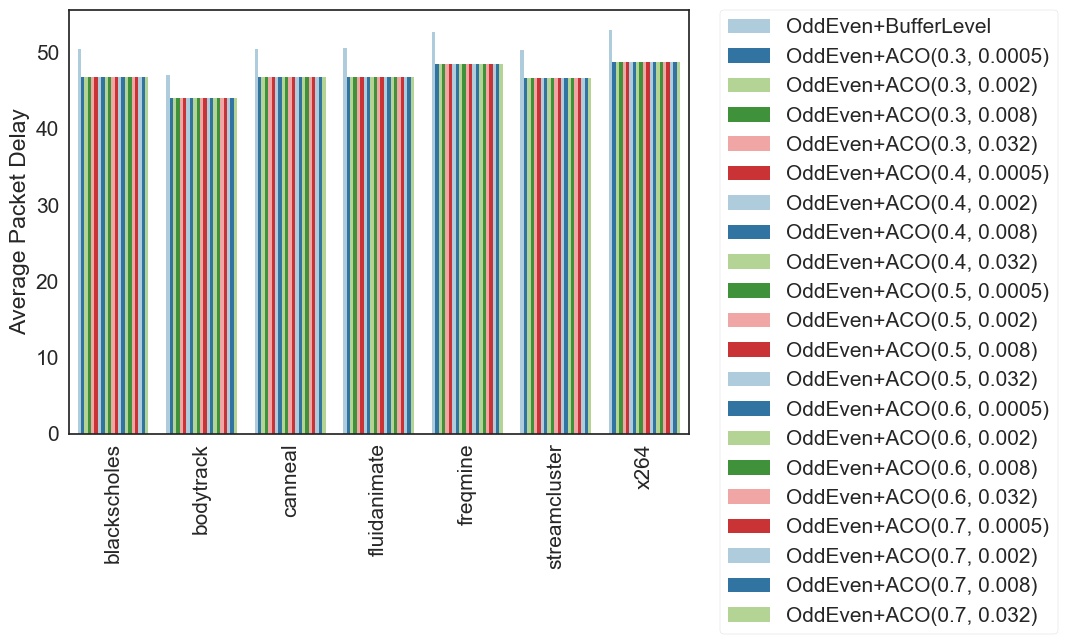 Average Packet Delay
50
40
30
20
10
0
blackscholes
bodytrack
canneal
fluidanimate
freqmine
streamcluster
x264
OddEven+BufferLevel
OddEven+ACO(0.3, 0.0005)
OddEven+ACO(0.3, 0.002)
OddEven+ACO(0.3, 0.008)
OddEven+ACO(0.3, 0.032)
OddEven+ACO(0.4, 0.0005)
OddEven+ACO(0.4, 0.002)
OddEven+ACO(0.4, 0.008)
OddEven+ACO(0.4, 0.032)
OddEven+ACO(0.5, 0.0005)
OddEven+ACO(0.5, 0.002)
OddEven+ACO(0.5, 0.008)
OddEven+ACO(0.5, 0.032)
OddEven+ACO(0.6, 0.0005)
OddEven+ACO(0.6, 0.002)
OddEven+ACO(0.6, 0.008)
OddEven+ACO(0.6, 0.032)
OddEven+ACO(0.7, 0.0005)
OddEven+ACO(0.7, 0.002)
OddEven+ACO(0.7, 0.008)
OddEven+ACO(0.7, 0.032)